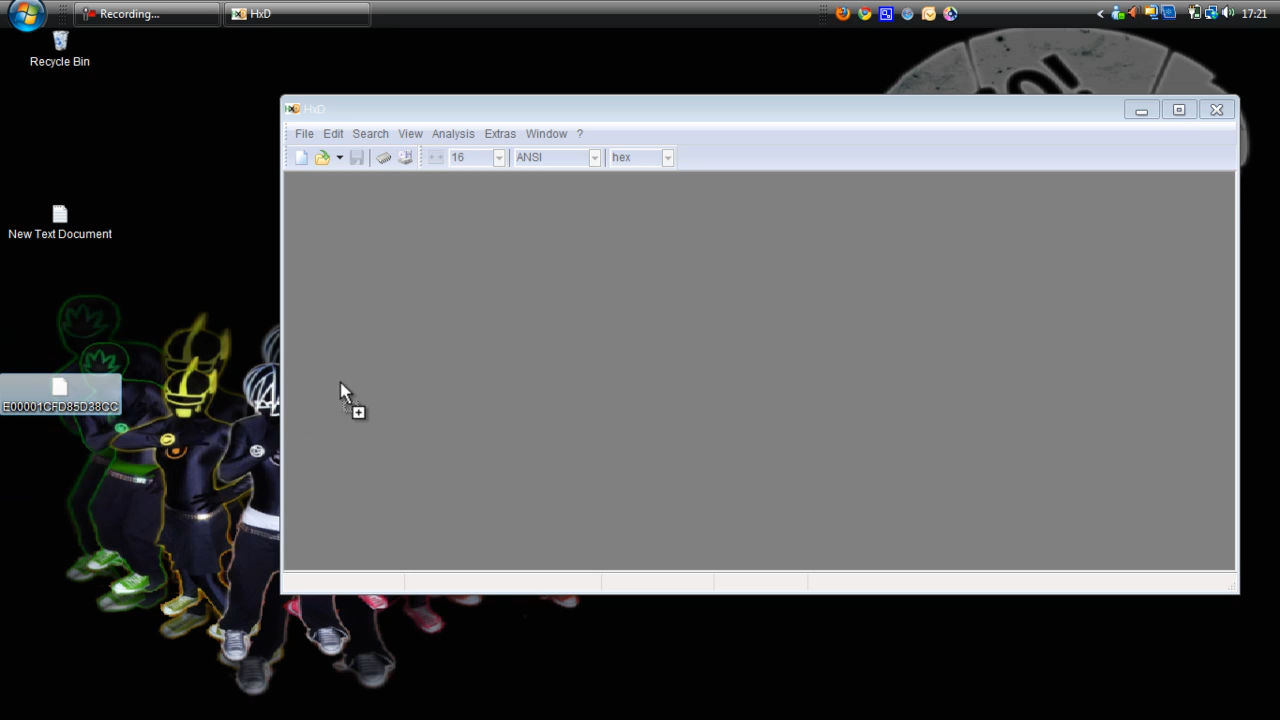 Recording...
HxD
17:21
Recycle Bin
HxD
File Edit Search View Analysis Extras Window ?
16 ANSI hex
New Text Document
E00001CFD85D38CC